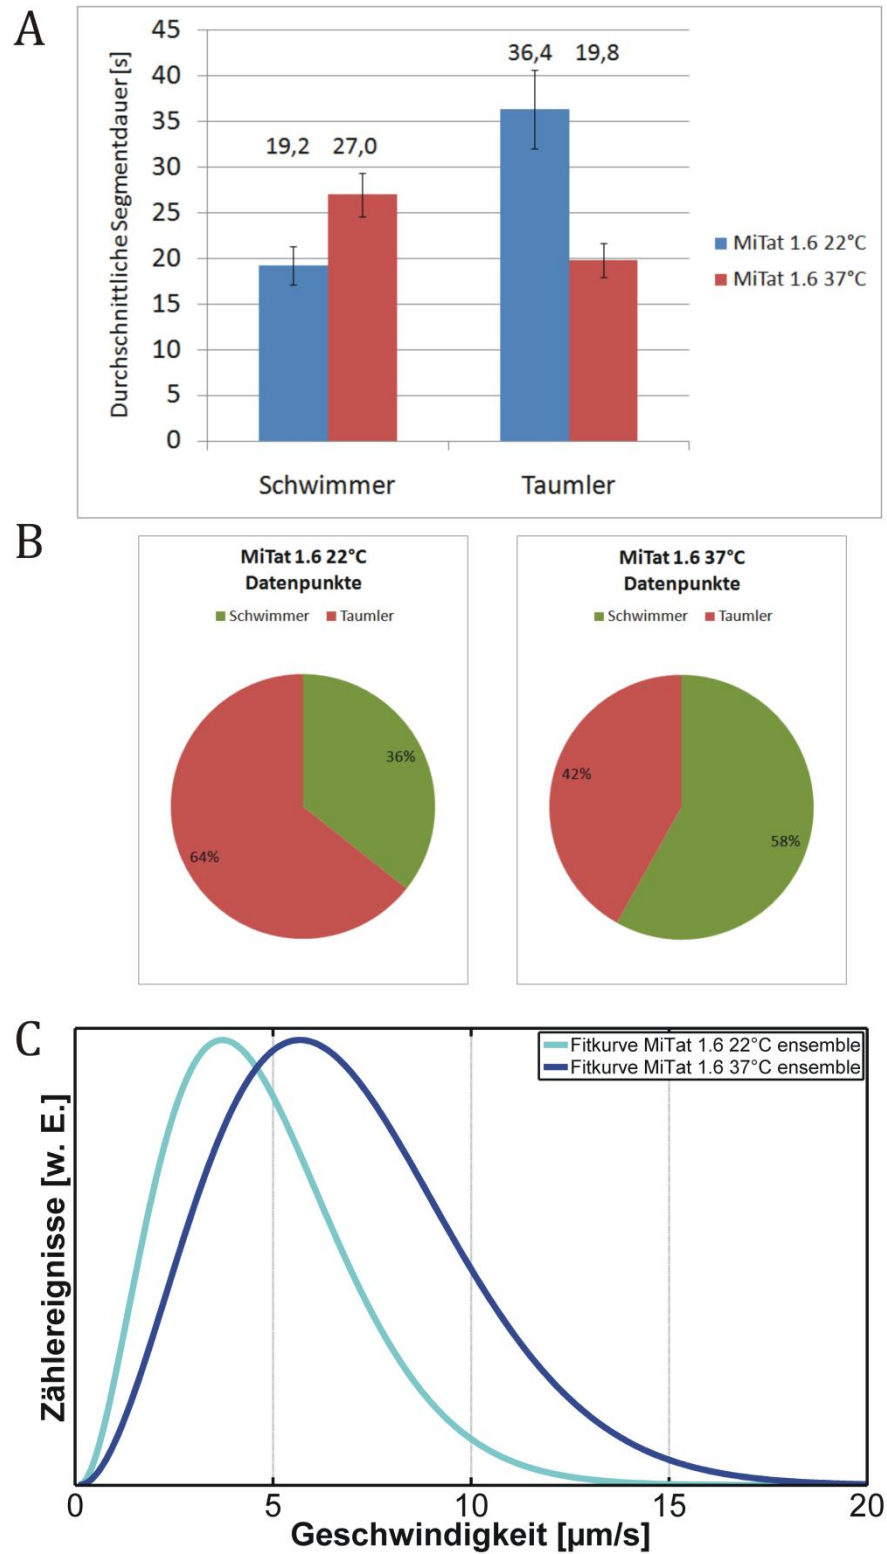 A
Durchschnittliche Segmentdauer [s]
45
40
35
30
25
20
15
10
5
0
19,2 27,0
36,4 19,8
Schwimmer Taumler
MiTat 1.6 22°C
MiTat 1.6 37°C
B
MiTat 1.6 22°C
Datenpunkte
Schwimmer Taumler
36%
64%
MiTat 1.6 37°C
Datenpunkte
Schwimmer Taumler
42%
58%
C
Fitkurve MiTat 1.6 22°C ensemble
Fitkurve MiTat 1.6 37°C ensemble
Zählereignisse [w. E.]
0 5 10 15 20
Geschwindigkeit [µm/s]